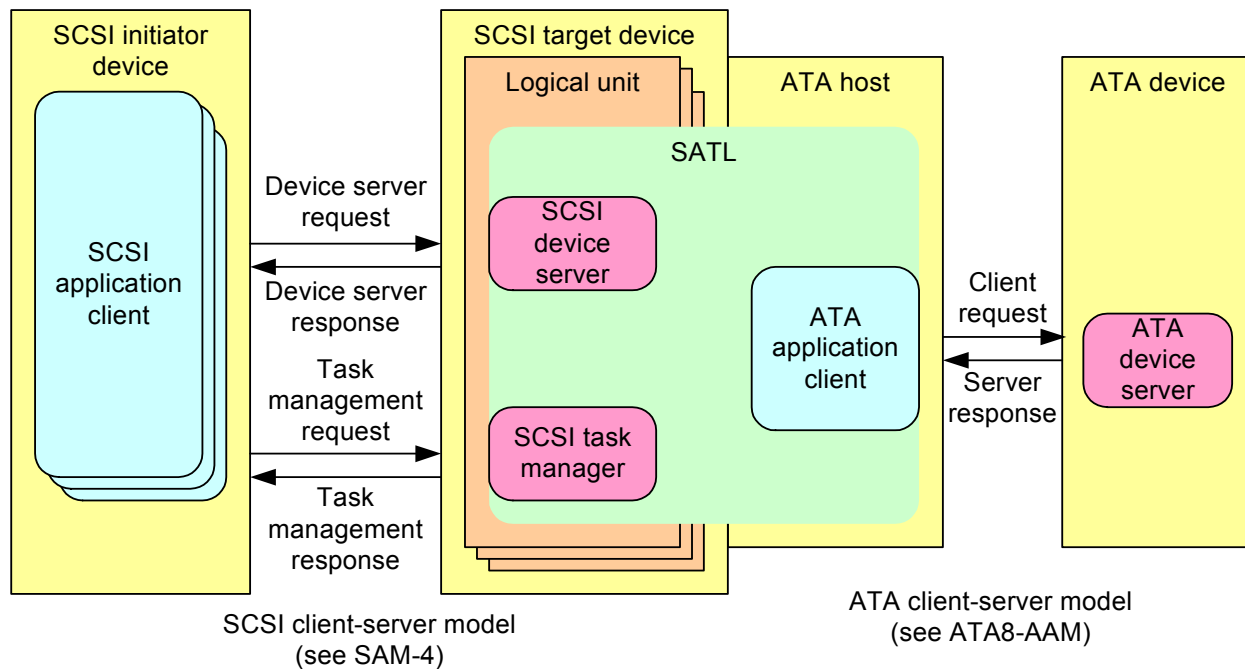 SCSI initiator
device
SCSI
application
client
Device server
request
Device server
response
Task
management
request
Task
management
response
SCSI target device
Logical unit
SATL
SCSI
device
server
SCSI task
manager
ATA host
ATA
application
client
Client
request
Server
response
ATA device
ATA
device
server
SCSI client-server model
(see SAM-4)
ATA client-server model
(see ATA8-AAM)